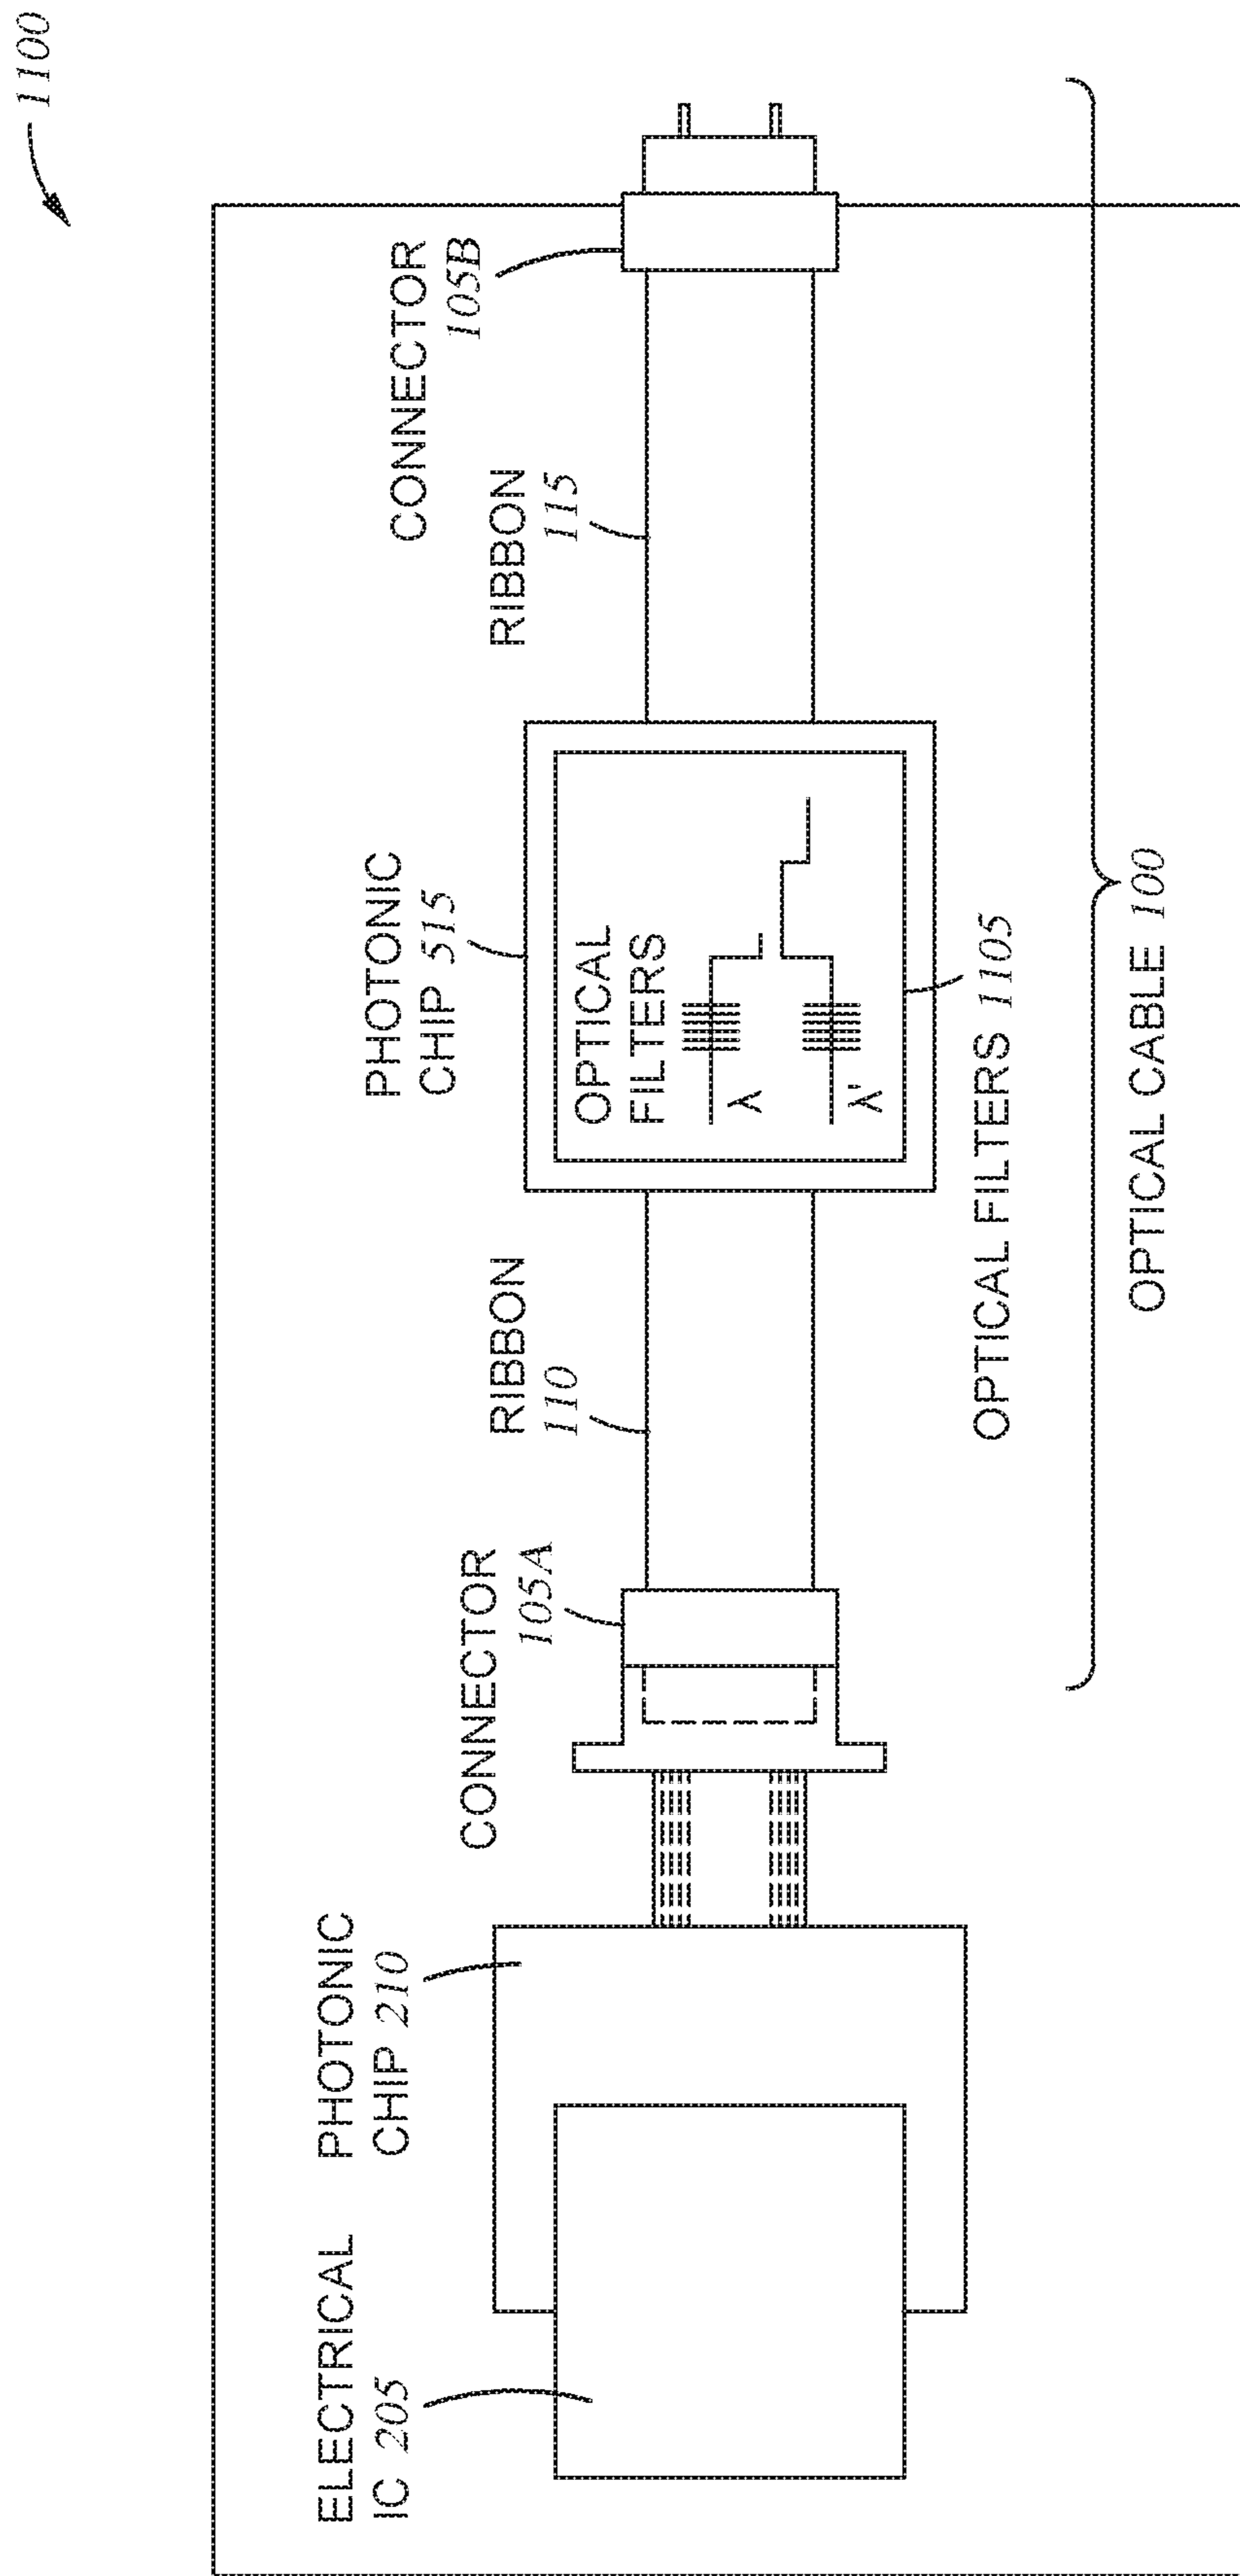 1100
ELECTRICAL
IC 205
PHOTONIC
CHIP 210
CONNECTOR
105A
RIBBON
110
PHOTONIC
CHIP 515
RIBBON
115
CONNECTOR
105B
OPTICAL
FILTERS
λ
λ'
OPTICAL FILTERS 1105
OPTICAL CABLE 100